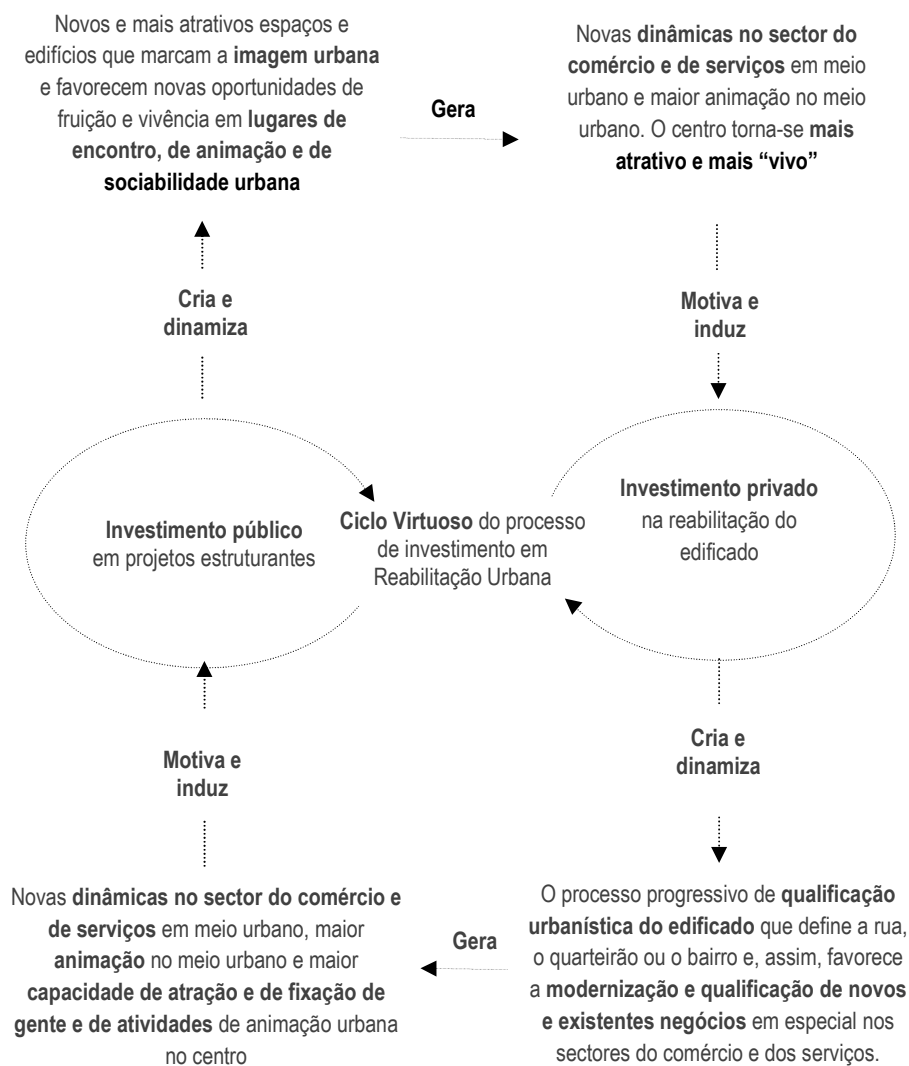 Novos e mais atrativos espaços e
edifícios que marcam a imagem urbana
e favorecem novas oportunidades de
fruição e vivência em lugares de
encontro, de animação e de
sociabilidade urbana
Gera
Novas dinâmicas no sector do
comércio e de serviços em meio
urbano e maior animação no meio
urbano. O centro torna-se mais
atrativo e mais “vivo”
Cria e
dinamiza
Motiva e
induz
Investimento público
em projetos estruturantes
Ciclo Virtuoso do processo
de investimento em
Reabilitação Urbana
Investimento privado
na reabilitação do
edificado
Motiva e
induz
Cria e
dinamiza
Novas dinâmicas no sector do comércio e
de serviços em meio urbano, maior
animação no meio urbano e maior
capacidade de atração e de fixação de
gente e de atividades de animação urbana
no centro
Gera
O processo progressivo de qualificação
urbanística do edificado que define a rua,
o quarteirão ou o bairro e, assim, favorece
a modernização e qualificação de novos
e existentes negócios em especial nos
sectores do comércio e dos serviços.